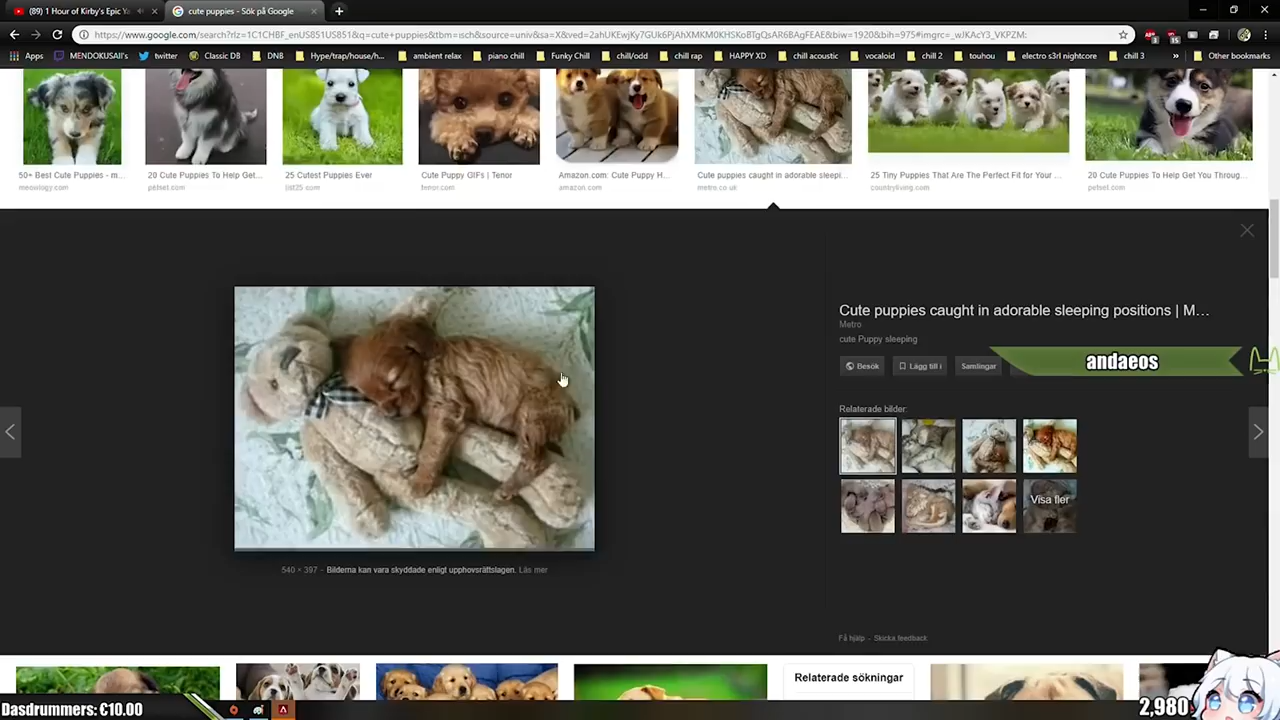 (89) 1 Hour of Kirby's Epic Y
cute puppies - Sök på Google
https://www.google.com/search?rlz=1C1CHBF_enUS851US851&q=cute+puppies&tbm=isch&source=univ&sa=X&ved=2ahUKEwjKy7GUk6PjAhXMKM0KHSKoBTgQsAR6BAgFEAE&biw=1920&bih=975#imgrc=_wJKACY3_VKPZM:
Apps MENDOKUSAII's twitter Classic DB DNB Hype/trap/house/h... ambient relax piano chill Funky Chill chill/odd chill rap HAPPY XD chill acoustic vocaloid chill 2 touhou electro s3rl nightcore chill 3 » Other bookmarks
50+ Best Cute Puppies - m... 20 Cute Puppies To Help Get... 25 Cutest Puppies Ever Cute Puppy GIFs | Tenor Amazon.com: Cute Puppy H... Cute puppies caught in adorable sleepi... 25 Tiny Puppies That Are The Perfect Fit for Your ... 20 Cute Puppies To Help Get You Throug...
meowlogy.com petsel.com list25.com tenor.com amazon.com metro.co.uk countryliving.com petsel.com
Cute puppies caught in adorable sleeping positions | M...
Metro
cute Puppy sleeping
Besök Lägg till i Samlingar
andaeos
Relaterade bilder:
Visa fler
540 × 397 - Bilderna kan vara skyddade enligt upphovsrättslagen. Läs mer
Få hjälp - Skicka feedback
Relaterade sökningar
Dasdrummers: €10.00
2,980